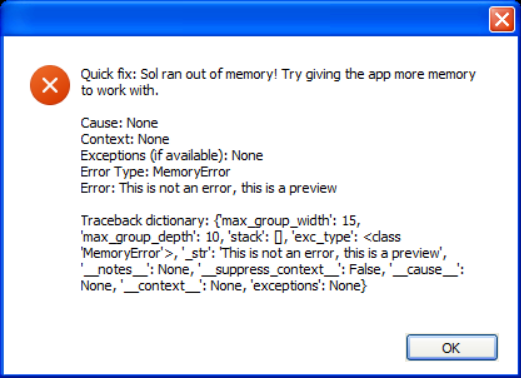 Quick fix: Sol ran out of memory! Try giving the app more memory
to work with.
Cause: None
Context: None
Exceptions (if available): None
Error Type: MemoryError
Error: This is not an error, this is a preview
Traceback dictionary: {'max_group_width': 15,
'max_group_depth': 10, 'stack': [], 'exc_type': <class
'MemoryError'>, '_str': 'This is not an error, this is a preview',
'__notes__': None, '__suppress_context__': False, '__cause__':
None, '__context__': None, 'exceptions': None}
OK